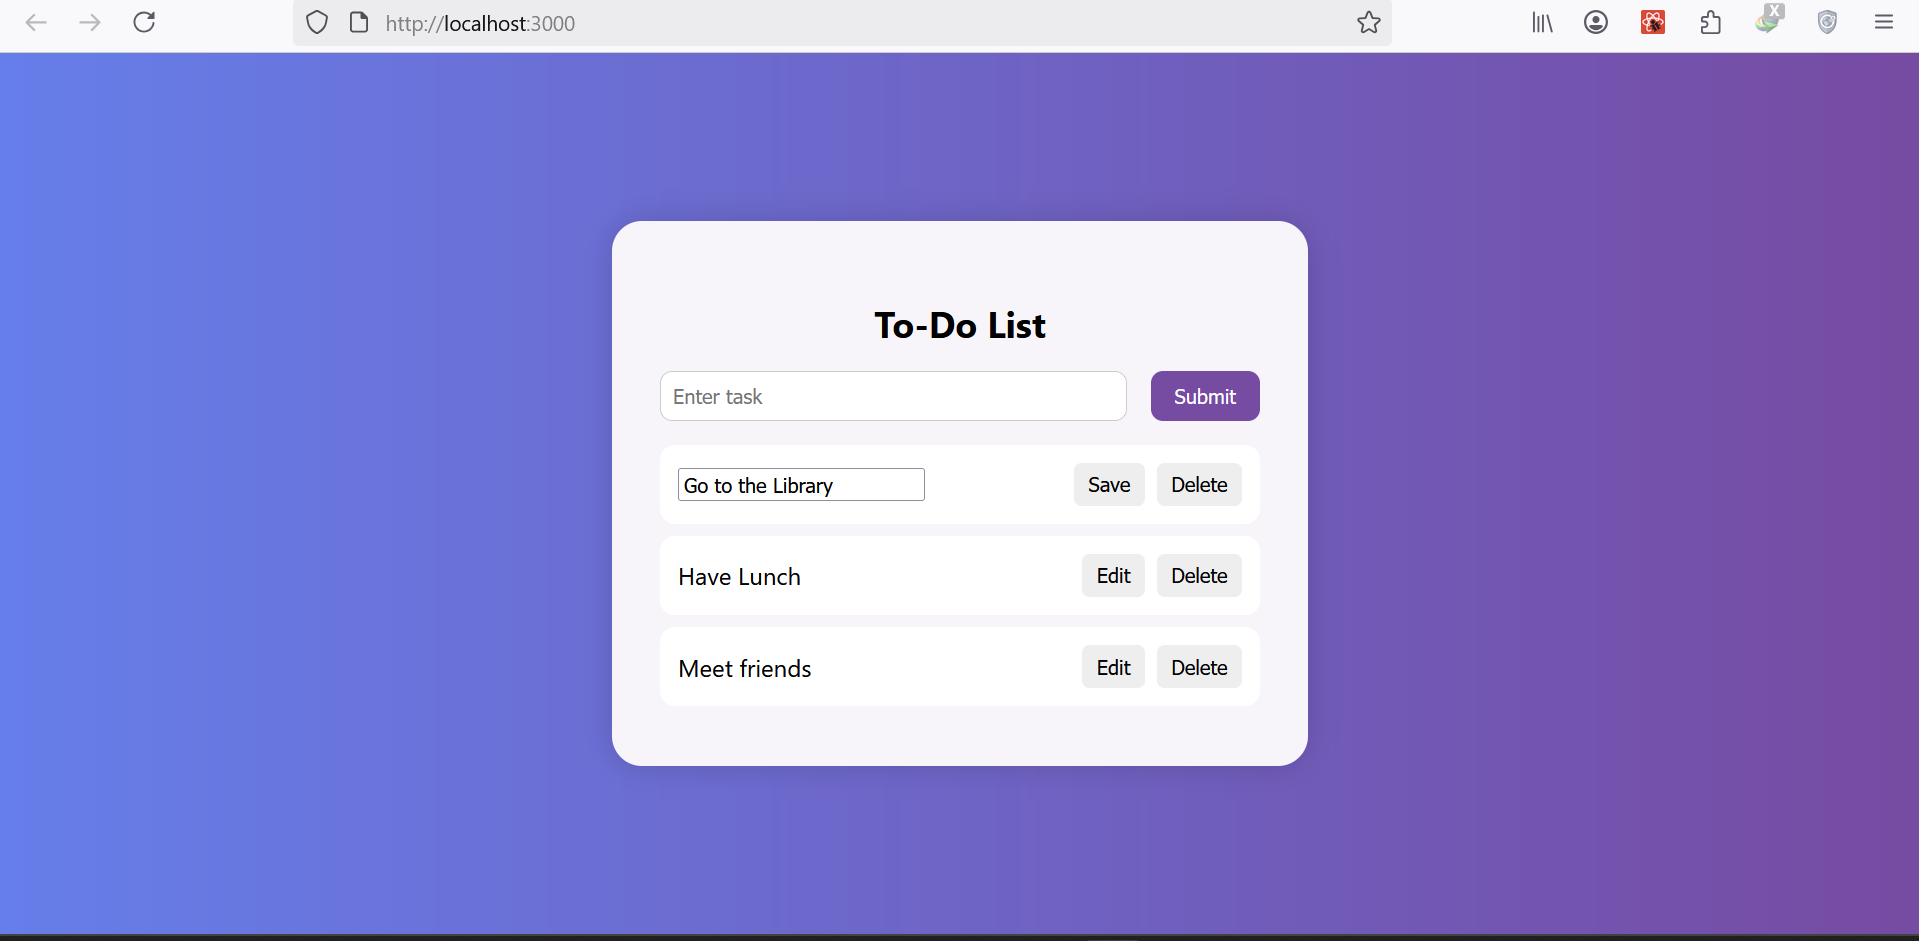 http://localhost:3000
X
To-Do List
Enter task Submit
Go to the Library Save Delete
Have Lunch Edit Delete
Meet friends Edit Delete